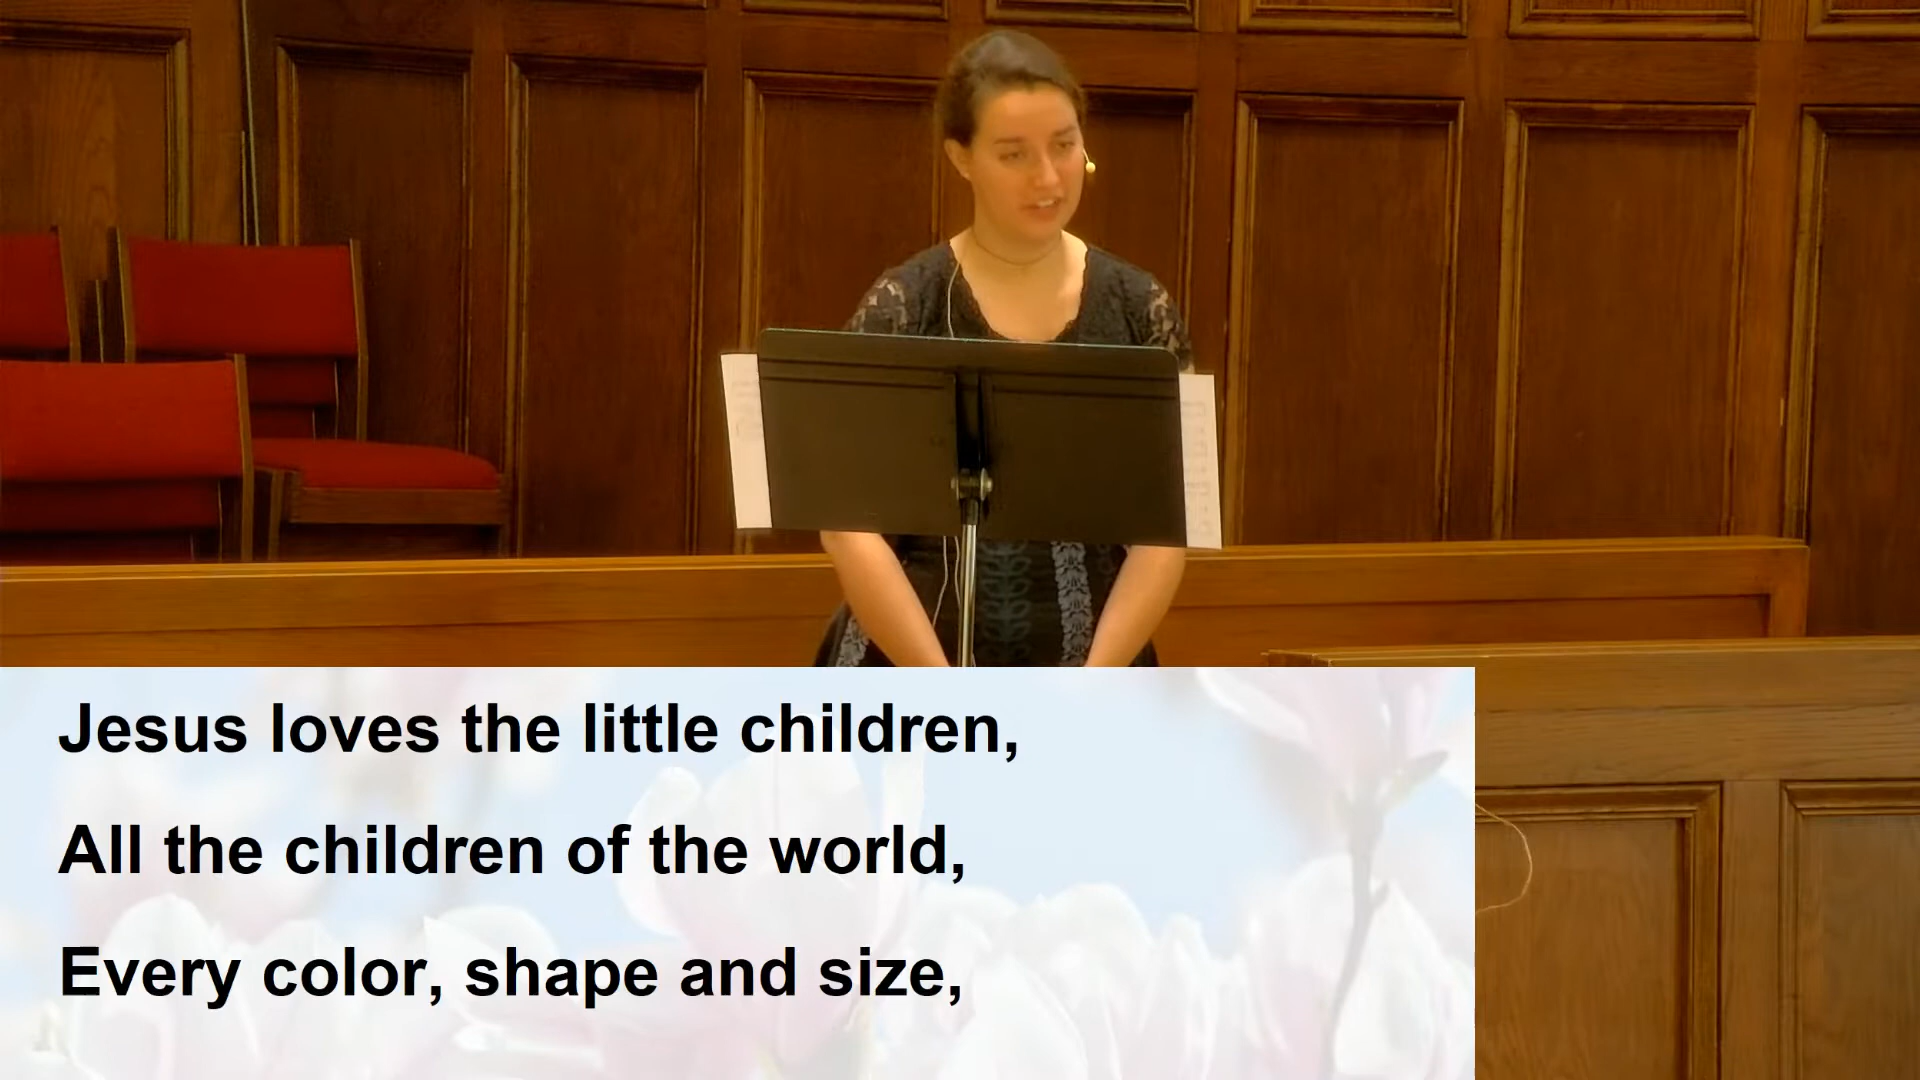 Jesus loves the little children,
All the children of the world,
Every color, shape and size,